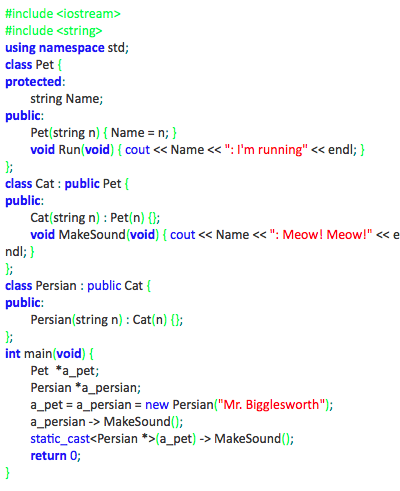 #include <iostream>
#include <string>
using namespace std;
class Pet {
protected:
string Name;
public:
Pet(string n) { Name = n; }
void Run(void) { cout << Name << ": I'm running" << endl; }
};
class Cat : public Pet {
public:
Cat(string n) : Pet(n) {};
void MakeSound(void) { cout << Name << ": Meow! Meow!" << e
ndl; }
};
class Persian : public Cat {
public:
Persian(string n) : Cat(n) {};
};
int main(void) {
Pet *a_pet;
Persian *a_persian;
a_pet = a_persian = new Persian("Mr. Bigglesworth");
a_persian -> MakeSound();
static_cast<Persian *>(a_pet) -> MakeSound();
return 0;
}